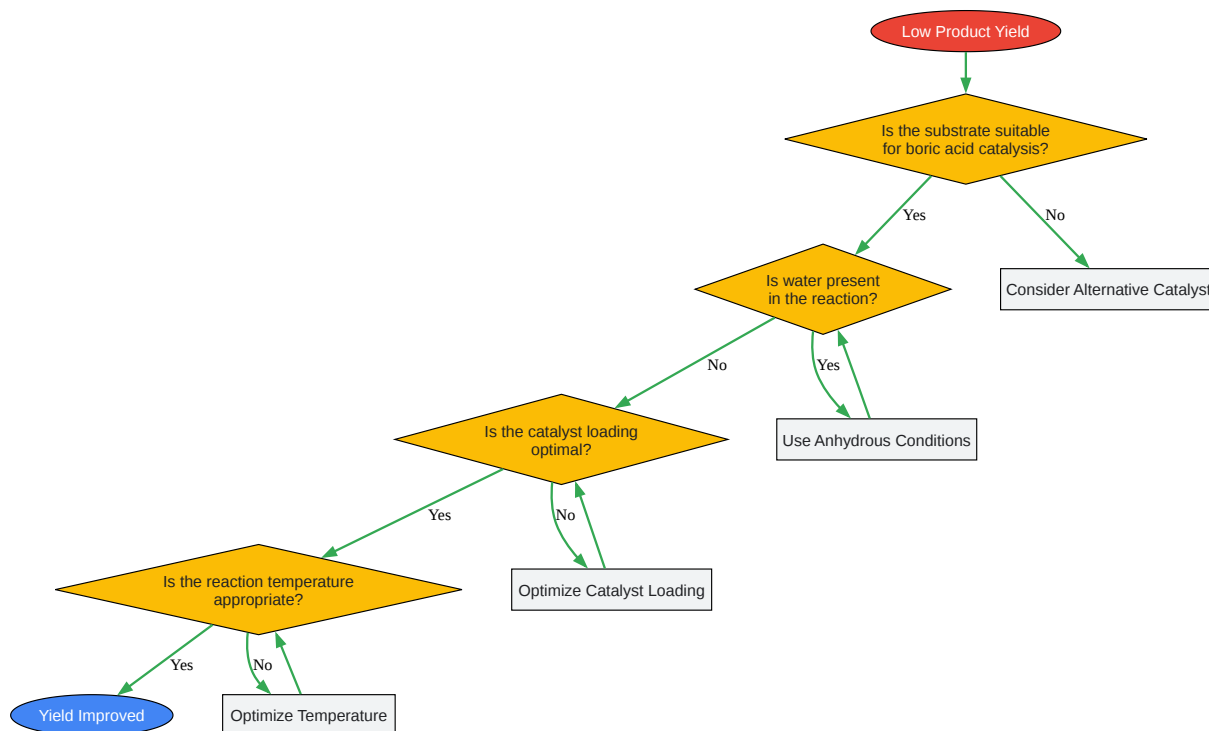 Low Product Yield
Is the substrate suitable
for boric acid catalysis?
Yes
No
Is water present
in the reaction?
Consider Alternative Catalyst
No
Yes
Is the catalyst loading
optimal?
Use Anhydrous Conditions
Yes
No
Is the reaction temperature
appropriate?
Optimize Catalyst Loading
Yes
No
Yield Improved
Optimize Temperature